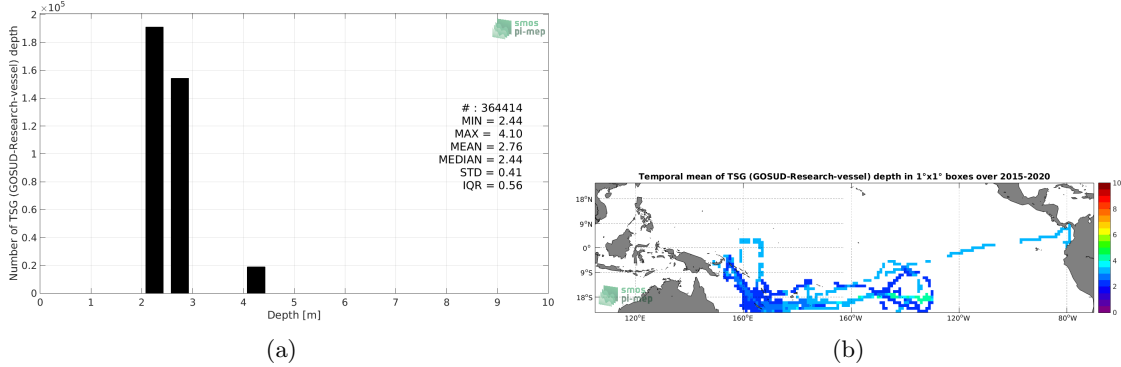 ×10⁵
2
1.8
1.6
1.4
1.2
1
0.8
0.6
0.4
0.2
0
Number of TSG (GOSUD-Research-vessel) depth
smos
pi-mep
# : 364414
MIN = 2.44
MAX = 4.10
MEAN = 2.76
MEDIAN = 2.44
STD = 0.41
IQR = 0.56
0 1 2 3 4 5 6 7 8 9 10
Depth [m]
(a)
Temporal mean of TSG (GOSUD-Research-vessel) depth in 1°x1° boxes over 2015-2020
18°N
9°N
0°
9°S
18°S
smos
pi-mep
120°E 160°E 160°W 120°W 80°W
10
8
6
4
2
0
(b)